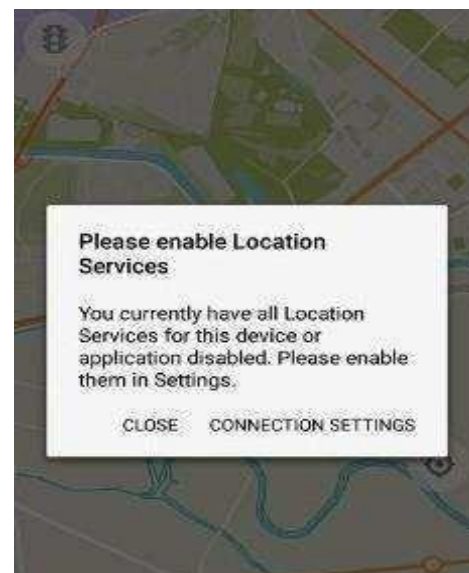 Please enable Location
Services
You currently have all Location
Services for this device or
application disabled. Please enable
them in Settings.
CLOSE CONNECTION SETTINGS